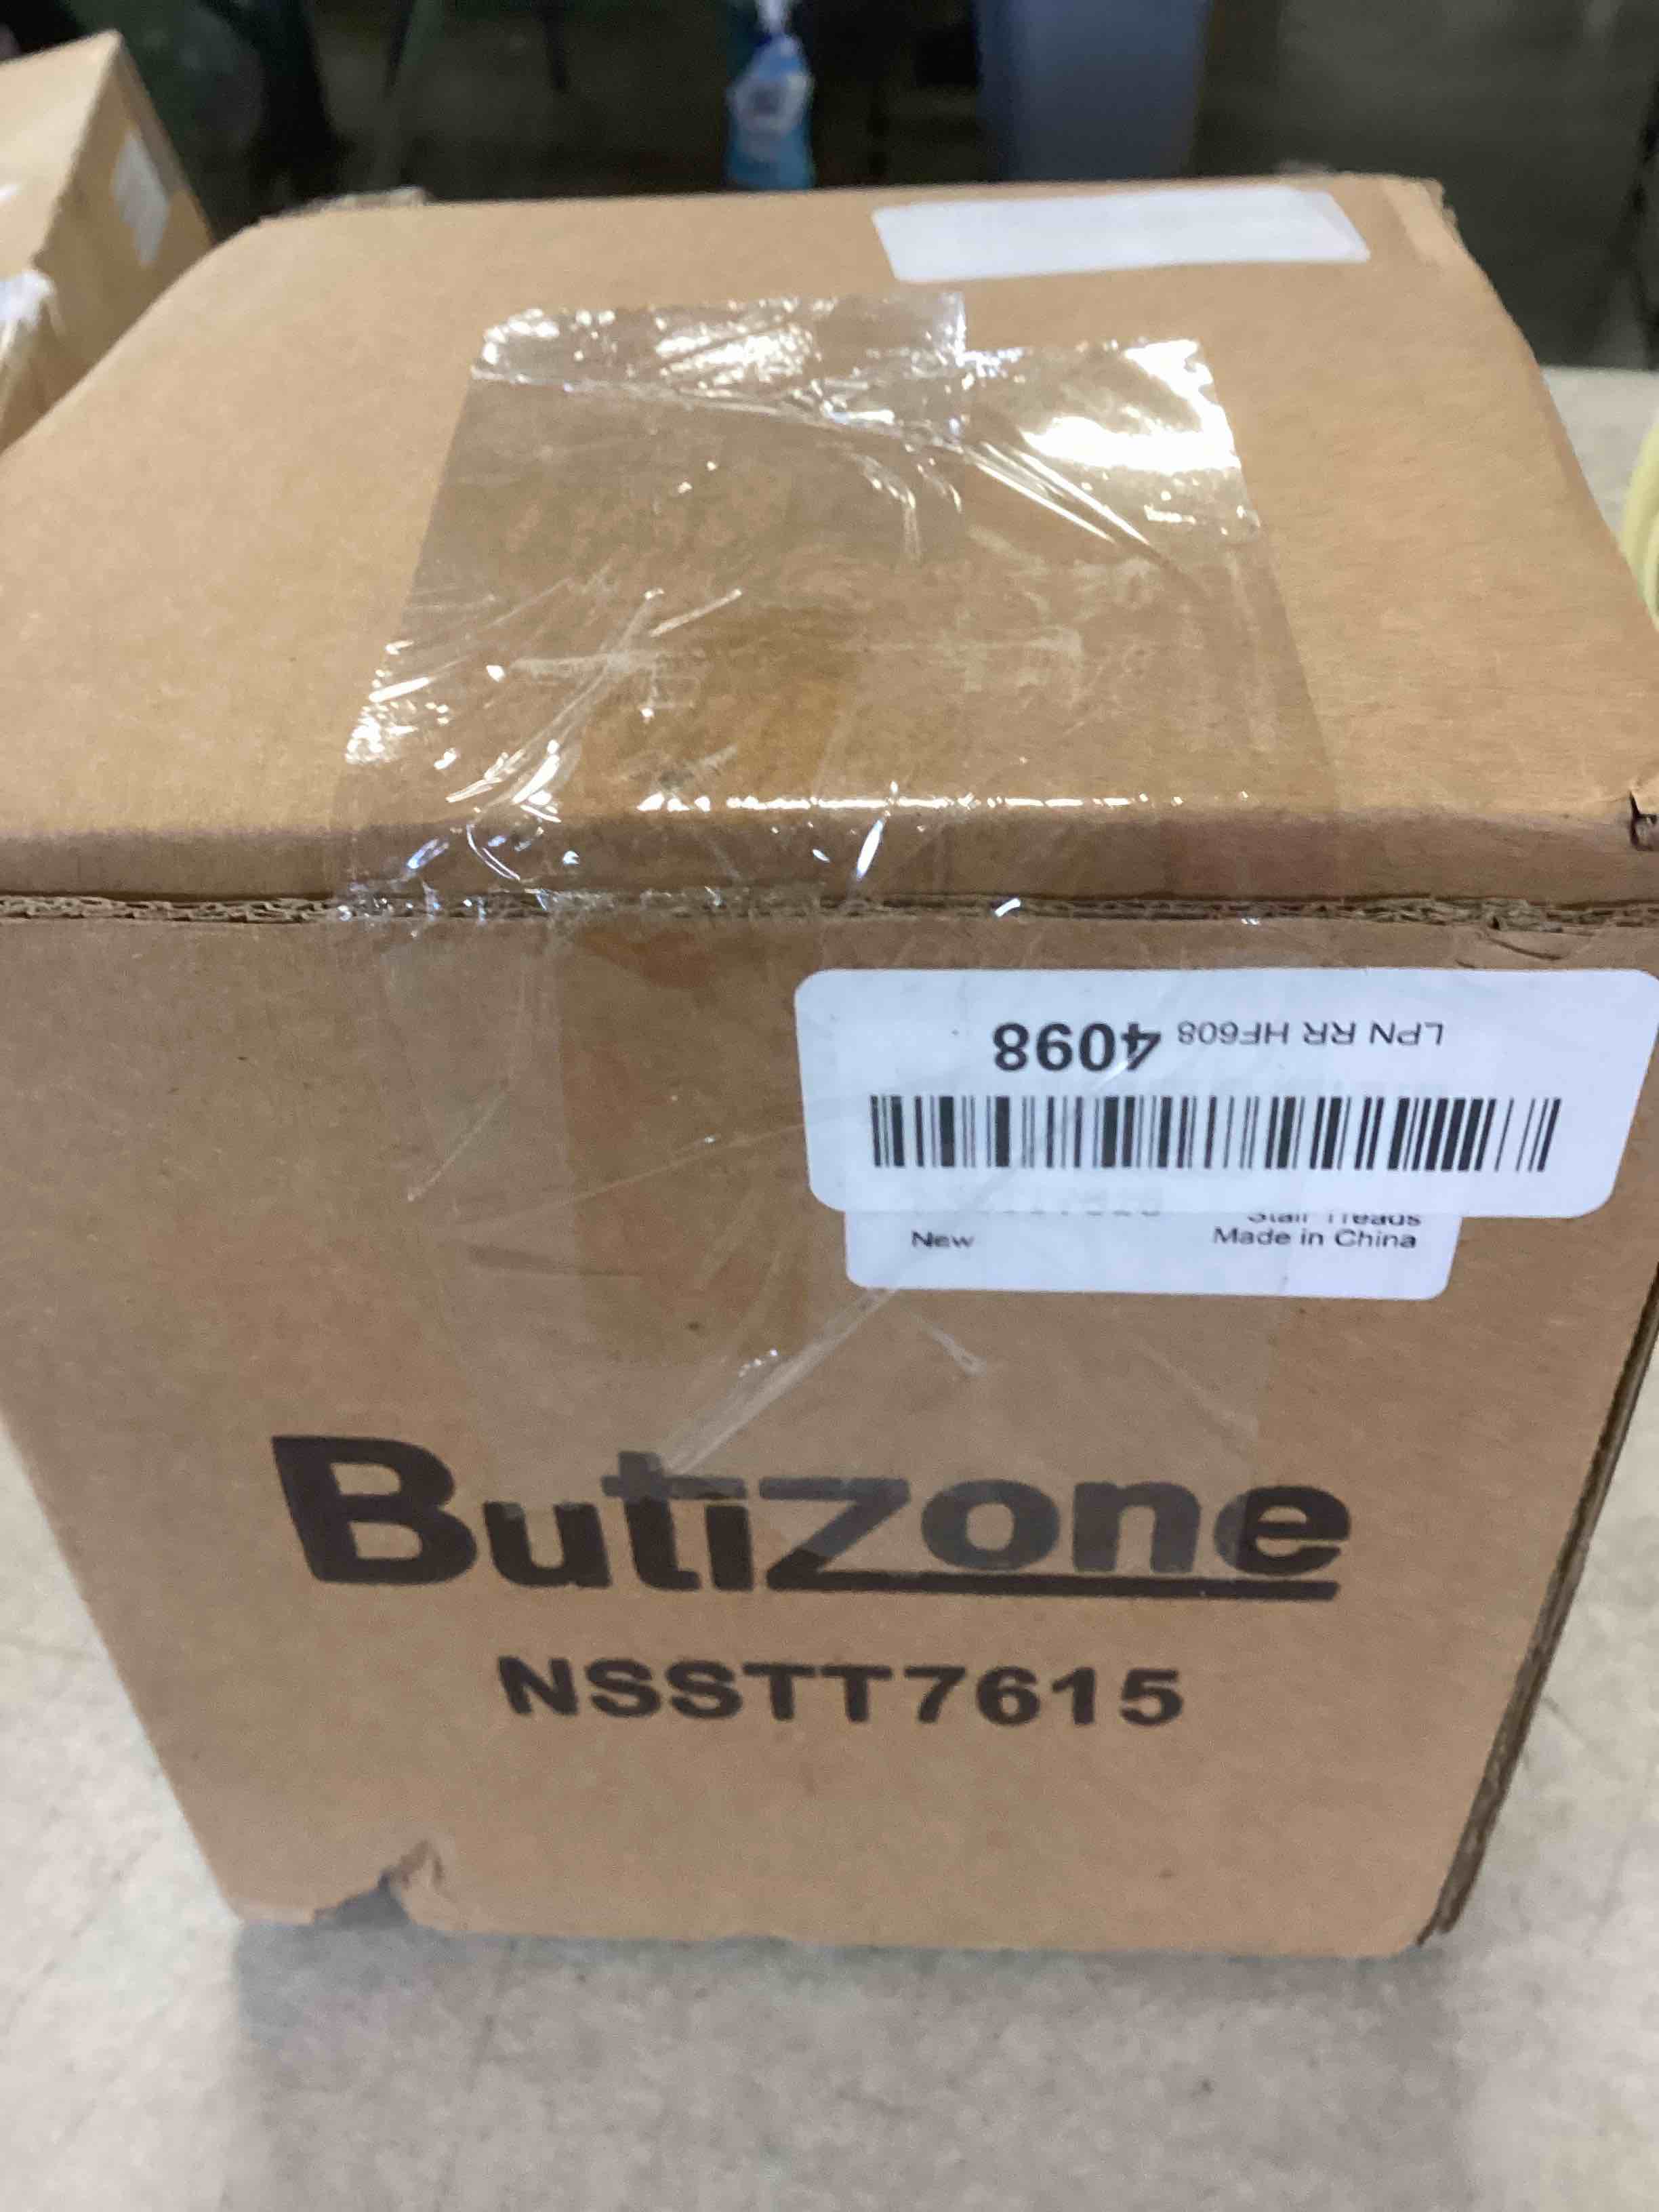 LPN RR HF608 4098
Stair Treads
New
Made in China
Butizone
NSSTT7615